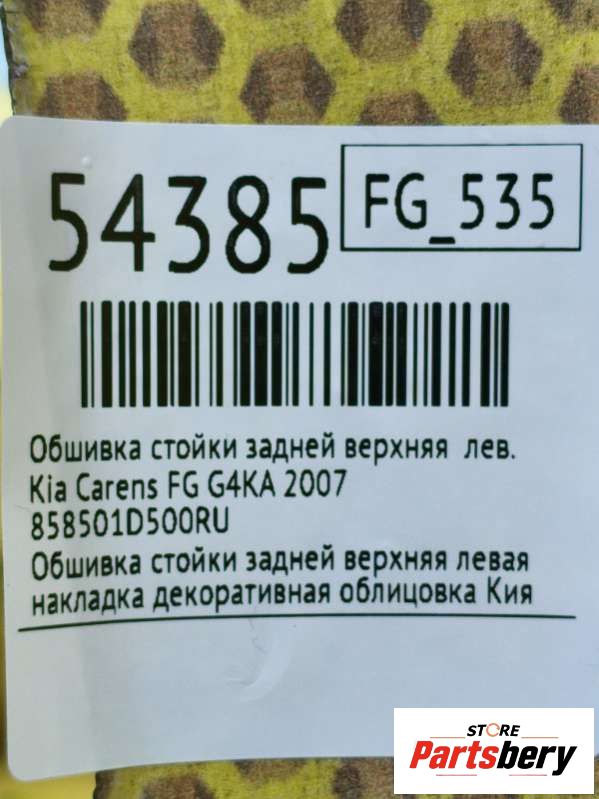 54385
FG_535
Обшивка стойки задней верхняя лев.
Kia Carens FG G4KA 2007
858501D500RU
Обшивка стойки задней верхняя левая
накладка декоративная облицовка Кия
STORE
Partsbery